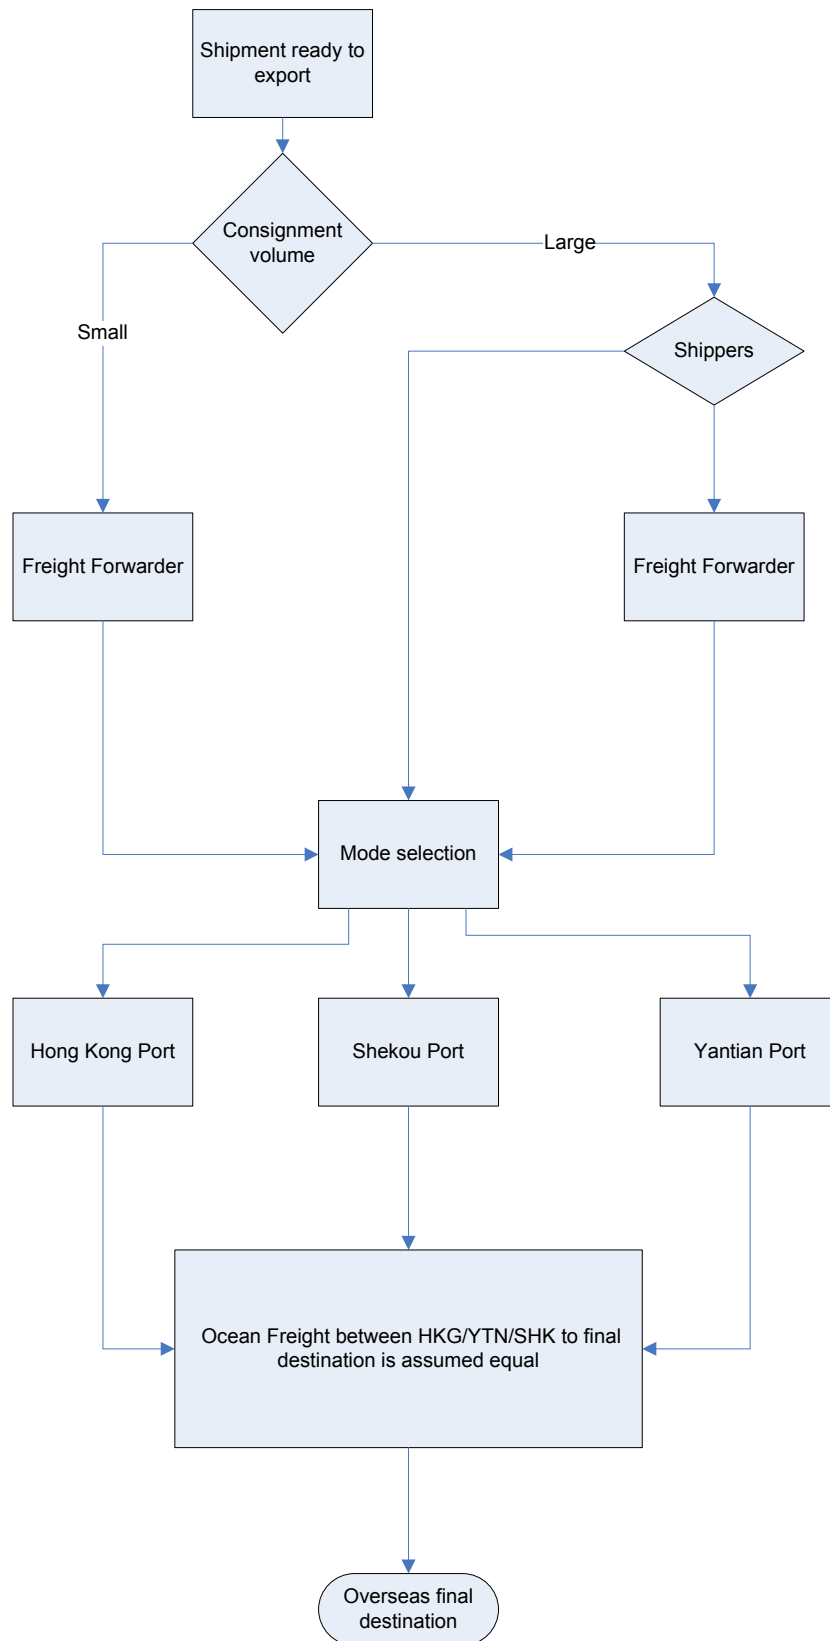 Shipment ready to
export
Consignment
volume
Large
Small
Shippers
Freight Forwarder
Freight Forwarder
Mode selection
Hong Kong Port
Shekou Port
Yantian Port
Ocean Freight between HKG/YTN/SHK to final
destination is assumed equal
Overseas final
destination